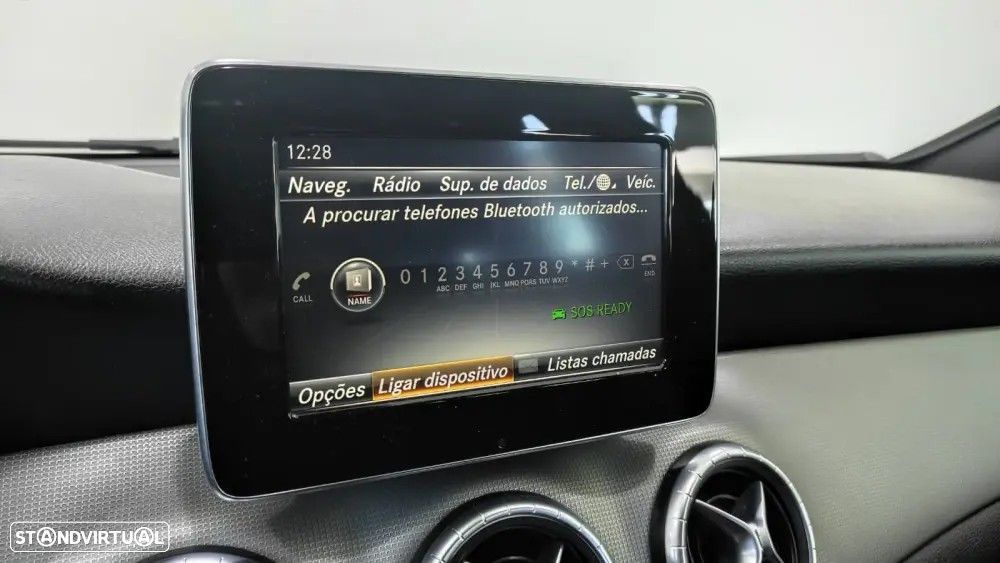 12:28
Naveg. Rádio Sup. de dados Tel./ Veíc.
A procurar telefones Bluetooth autorizados...
CALL NAME 0 1 2 3 4 5 6 7 8 9 * # + X END
ABC DEF GHI JKL MNO PQRS TUV WXYZ
SOS READY
Opções Ligar dispositivo Listas chamadas
STANDVIRTUAL